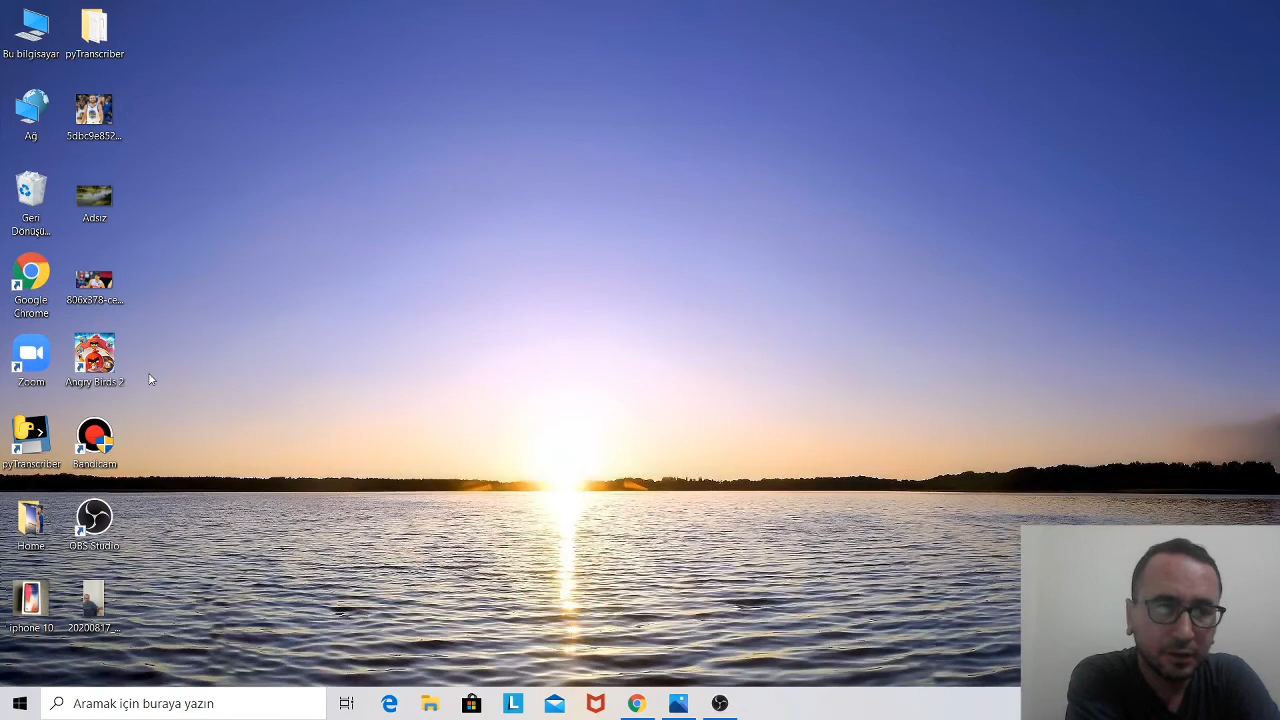 Bu bilgisayar
pyTranscriber
Ağ
5dbc9e852...
Geri
Dönüşü...
Adsız
Google
Chrome
806x378-ce...
Zoom
Angry Birds 2
pyTranscriber
Bandicam
Home
OBS Studio
iphone 10
20200817_...
Aramak için buraya yazın